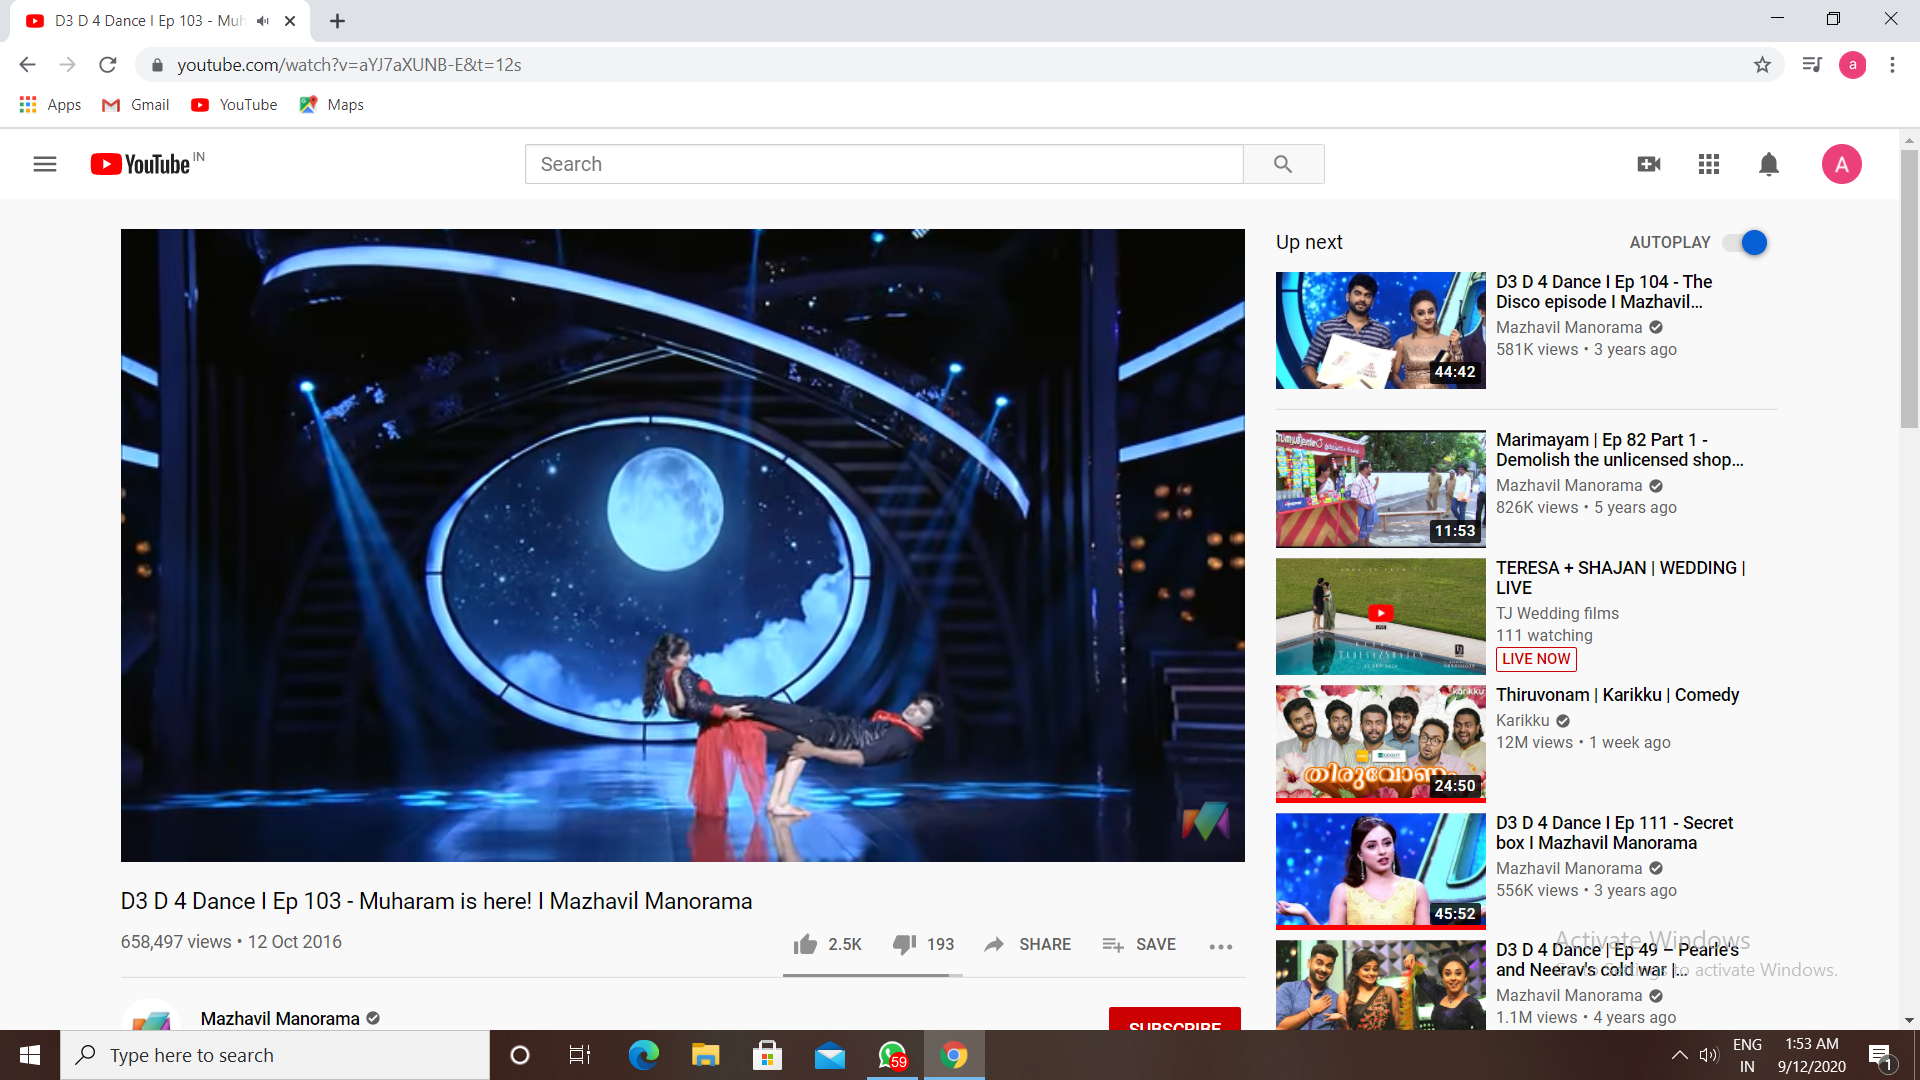 D3 D 4 Dance I Ep 103 - Muh
youtube.com/watch?v=aYJ7aXUNB-E&t=12s
a
Apps
Gmail
YouTube
Maps
YouTube IN
Search
A
Up next
AUTOPLAY
D3 D 4 Dance I Ep 104 - The
Disco episode I Mazhavil...
Mazhavil Manorama
581K views • 3 years ago
44:42
Marimayam | Ep 82 Part 1 -
Demolish the unlicensed shop...
Mazhavil Manorama
826K views • 5 years ago
11:53
TERESA + SHAJAN | WEDDING |
LIVE
TJ Wedding films
111 watching
LIVE NOW
Thiruvonam | Karikku | Comedy
Karikku
12M views • 1 week ago
karikku
തിരുവോണം
24:50
D3 D 4 Dance I Ep 111 - Secret
box I Mazhavil Manorama
Mazhavil Manorama
556K views • 3 years ago
45:52
D3 D 4 Dance | Ep 49 – Pearle's
and Neerav's cold war |...
Mazhavil Manorama
1.1M views • 4 years ago
Activate Windows
Go to Settings to activate Windows.
D3 D 4 Dance I Ep 103 - Muharam is here! I Mazhavil Manorama
658,497 views • 12 Oct 2016
2.5K
193
SHARE
SAVE
Mazhavil Manorama
SUBSCRIBE
Type here to search
59
ENG
IN
1:53 AM
9/12/2020
1